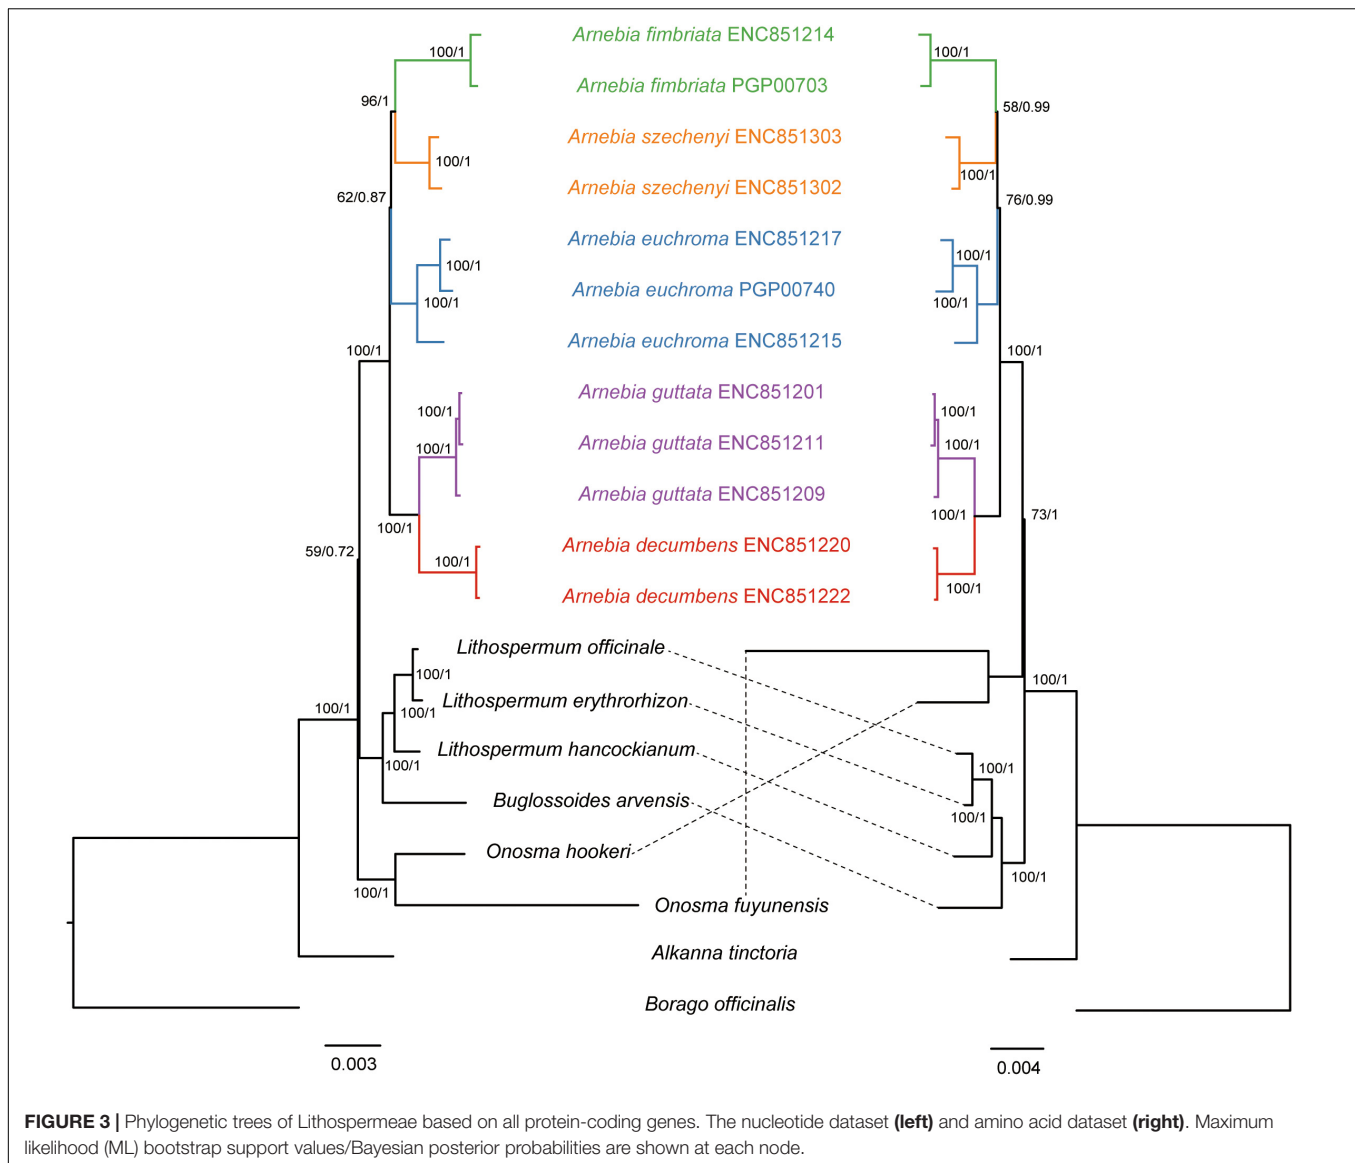 100/1 Arnebia fimbriata ENC851214 100/1
Arnebia fimbriata PGP00703
96/1 58/0.99
Arnebia szechenyi ENC851303
100/1 100/1
Arnebia szechenyi ENC851302
62/0.87 76/0.99
Arnebia euchroma ENC851217
100/1 100/1
Arnebia euchroma PGP00740
100/1 100/1
Arnebia euchroma ENC851215
100/1 100/1
Arnebia guttata ENC851201
100/1 100/1
Arnebia guttata ENC851211
100/1 100/1
Arnebia guttata ENC851209
100/1 100/1 73/1
59/0.72 Arnebia decumbens ENC851220
100/1 100/1
Arnebia decumbens ENC851222
Lithospermum officinale
100/1 100/1
Lithospermum erythrorhizon
100/1 100/1
Lithospermum hancockianum
100/1 100/1
100/1 100/1
Buglossoides arvensis
Onosma hookeri
100/1
Onosma fuyunensis
Alkanna tinctoria
Borago officinalis
0.003 0.004
FIGURE 3 | Phylogenetic trees of Lithospermeae based on all protein-coding genes. The nucleotide dataset (left) and amino acid dataset (right). Maximum
likelihood (ML) bootstrap support values/Bayesian posterior probabilities are shown at each node.